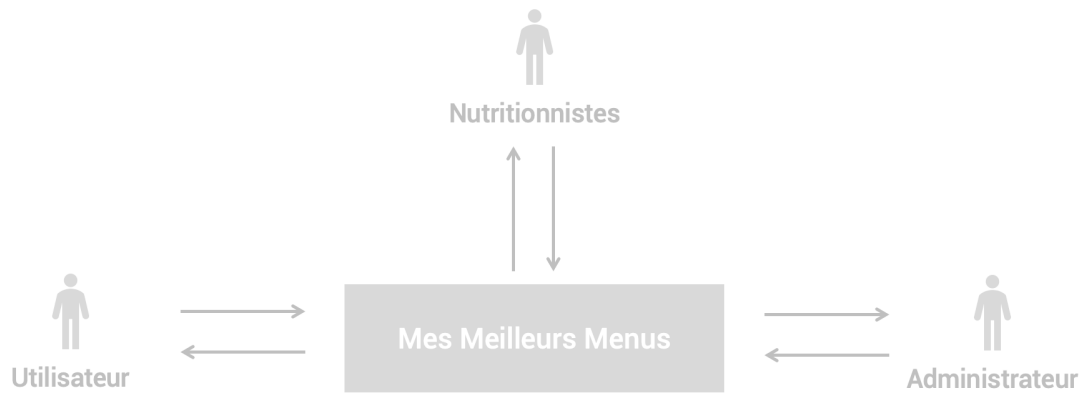 Nutritionnistes
Mes Meilleurs Menus
Utilisateur
Administrateur